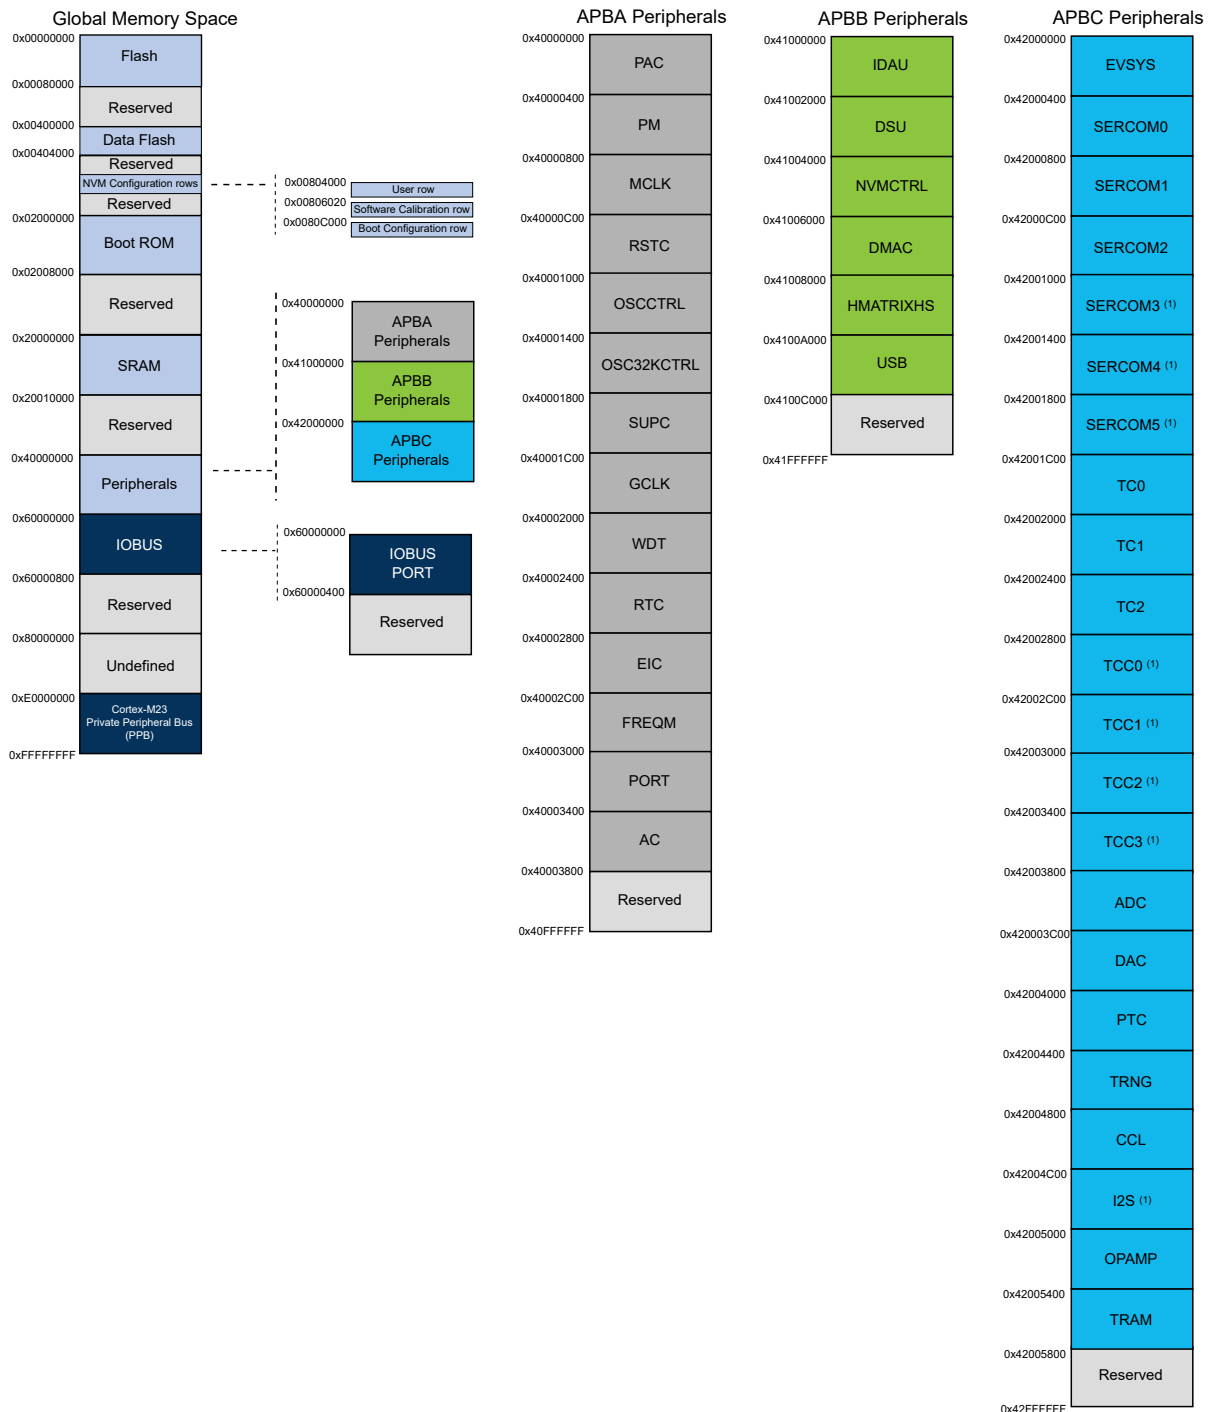 Global Memory Space
0x00000000
Flash
0x00080000
Reserved
0x00400000
Data Flash
0x00404000
Reserved
NVM Configuration rows
Reserved
0x02000000
Boot ROM
0x02008000
Reserved
0x20000000
SRAM
0x20010000
Reserved
0x40000000
Peripherals
0x60000000
IOBUS
0x60000800
Reserved
0x80000000
Undefined
0xE0000000
Cortex-M23
Private Peripheral Bus
(PPB)
0xFFFFFFFF
0x00804000
User row
0x00806020
Software Calibration row
0x0080C000
Boot Configuration row
0x40000000
APBA
Peripherals
0x41000000
APBB
Peripherals
0x42000000
APBC
Peripherals
0x60000000
IOBUS
PORT
0x60000400
Reserved
APBA Peripherals
0x40000000
PAC
0x40000400
PM
0x40000800
MCLK
0x40000C00
RSTC
0x40001000
OSCCTRL
0x40001400
OSC32KCTRL
0x40001800
SUPC
0x40001C00
GCLK
0x40002000
WDT
0x40002400
RTC
0x40002800
EIC
0x40002C00
FREQM
0x40003000
PORT
0x40003400
AC
0x40003800
Reserved
0x40FFFFFF
APBB Peripherals
0x41000000
IDAU
0x41002000
DSU
0x41004000
NVMCTRL
0x41006000
DMAC
0x41008000
HMATRIXHS
0x4100A000
USB
0x4100C000
Reserved
0x41FFFFFF
APBC Peripherals
0x42000000
EVSYS
0x42000400
SERCOM0
0x42000800
SERCOM1
0x42000C00
SERCOM2
0x42001000
SERCOM3 (1)
0x42001400
SERCOM4 (1)
0x42001800
SERCOM5 (1)
0x42001C00
TC0
0x42002000
TC1
0x42002400
TC2
0x42002800
TCC0 (1)
0x42002C00
TCC1 (1)
0x42003000
TCC2 (1)
0x42003400
TCC3 (1)
0x42003800
ADC
0x420003C00
DAC
0x42004000
PTC
0x42004400
TRNG
0x42004800
CCL
0x42004C00
I2S (1)
0x42005000
OPAMP
0x42005400
TRAM
0x42005800
Reserved
0x42FFFFFF